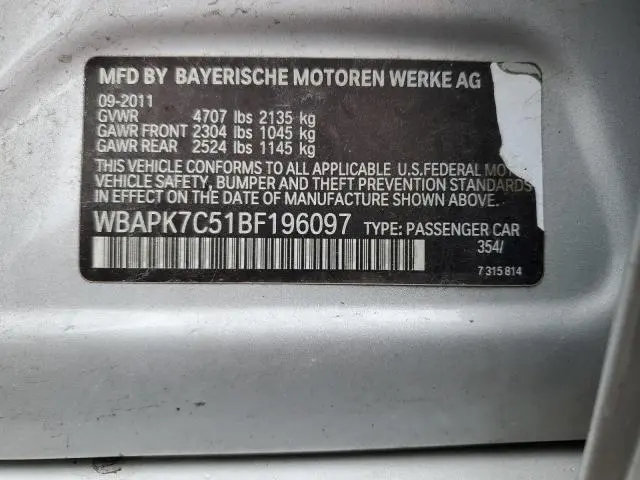 MFD BY BAYERISCHE MOTOREN WERKE AG
09-2011
GVWR 4707 lbs 2135 kg
GAWR FRONT 2304 lbs 1045 kg
GAWR REAR 2524 lbs 1145 kg
THIS VEHICLE CONFORMS TO ALL APPLICABLE U.S.FEDERAL MO
VEHICLE SAFETY, BUMPER AND THEFT PREVENTION STANDARDS
IN EFFECT ON THE DATE OF MANUFACTURE SHOWN ABOVE.
WBAPK7C51BF196097 TYPE: PASSENGER CAR
354/
7 315 814